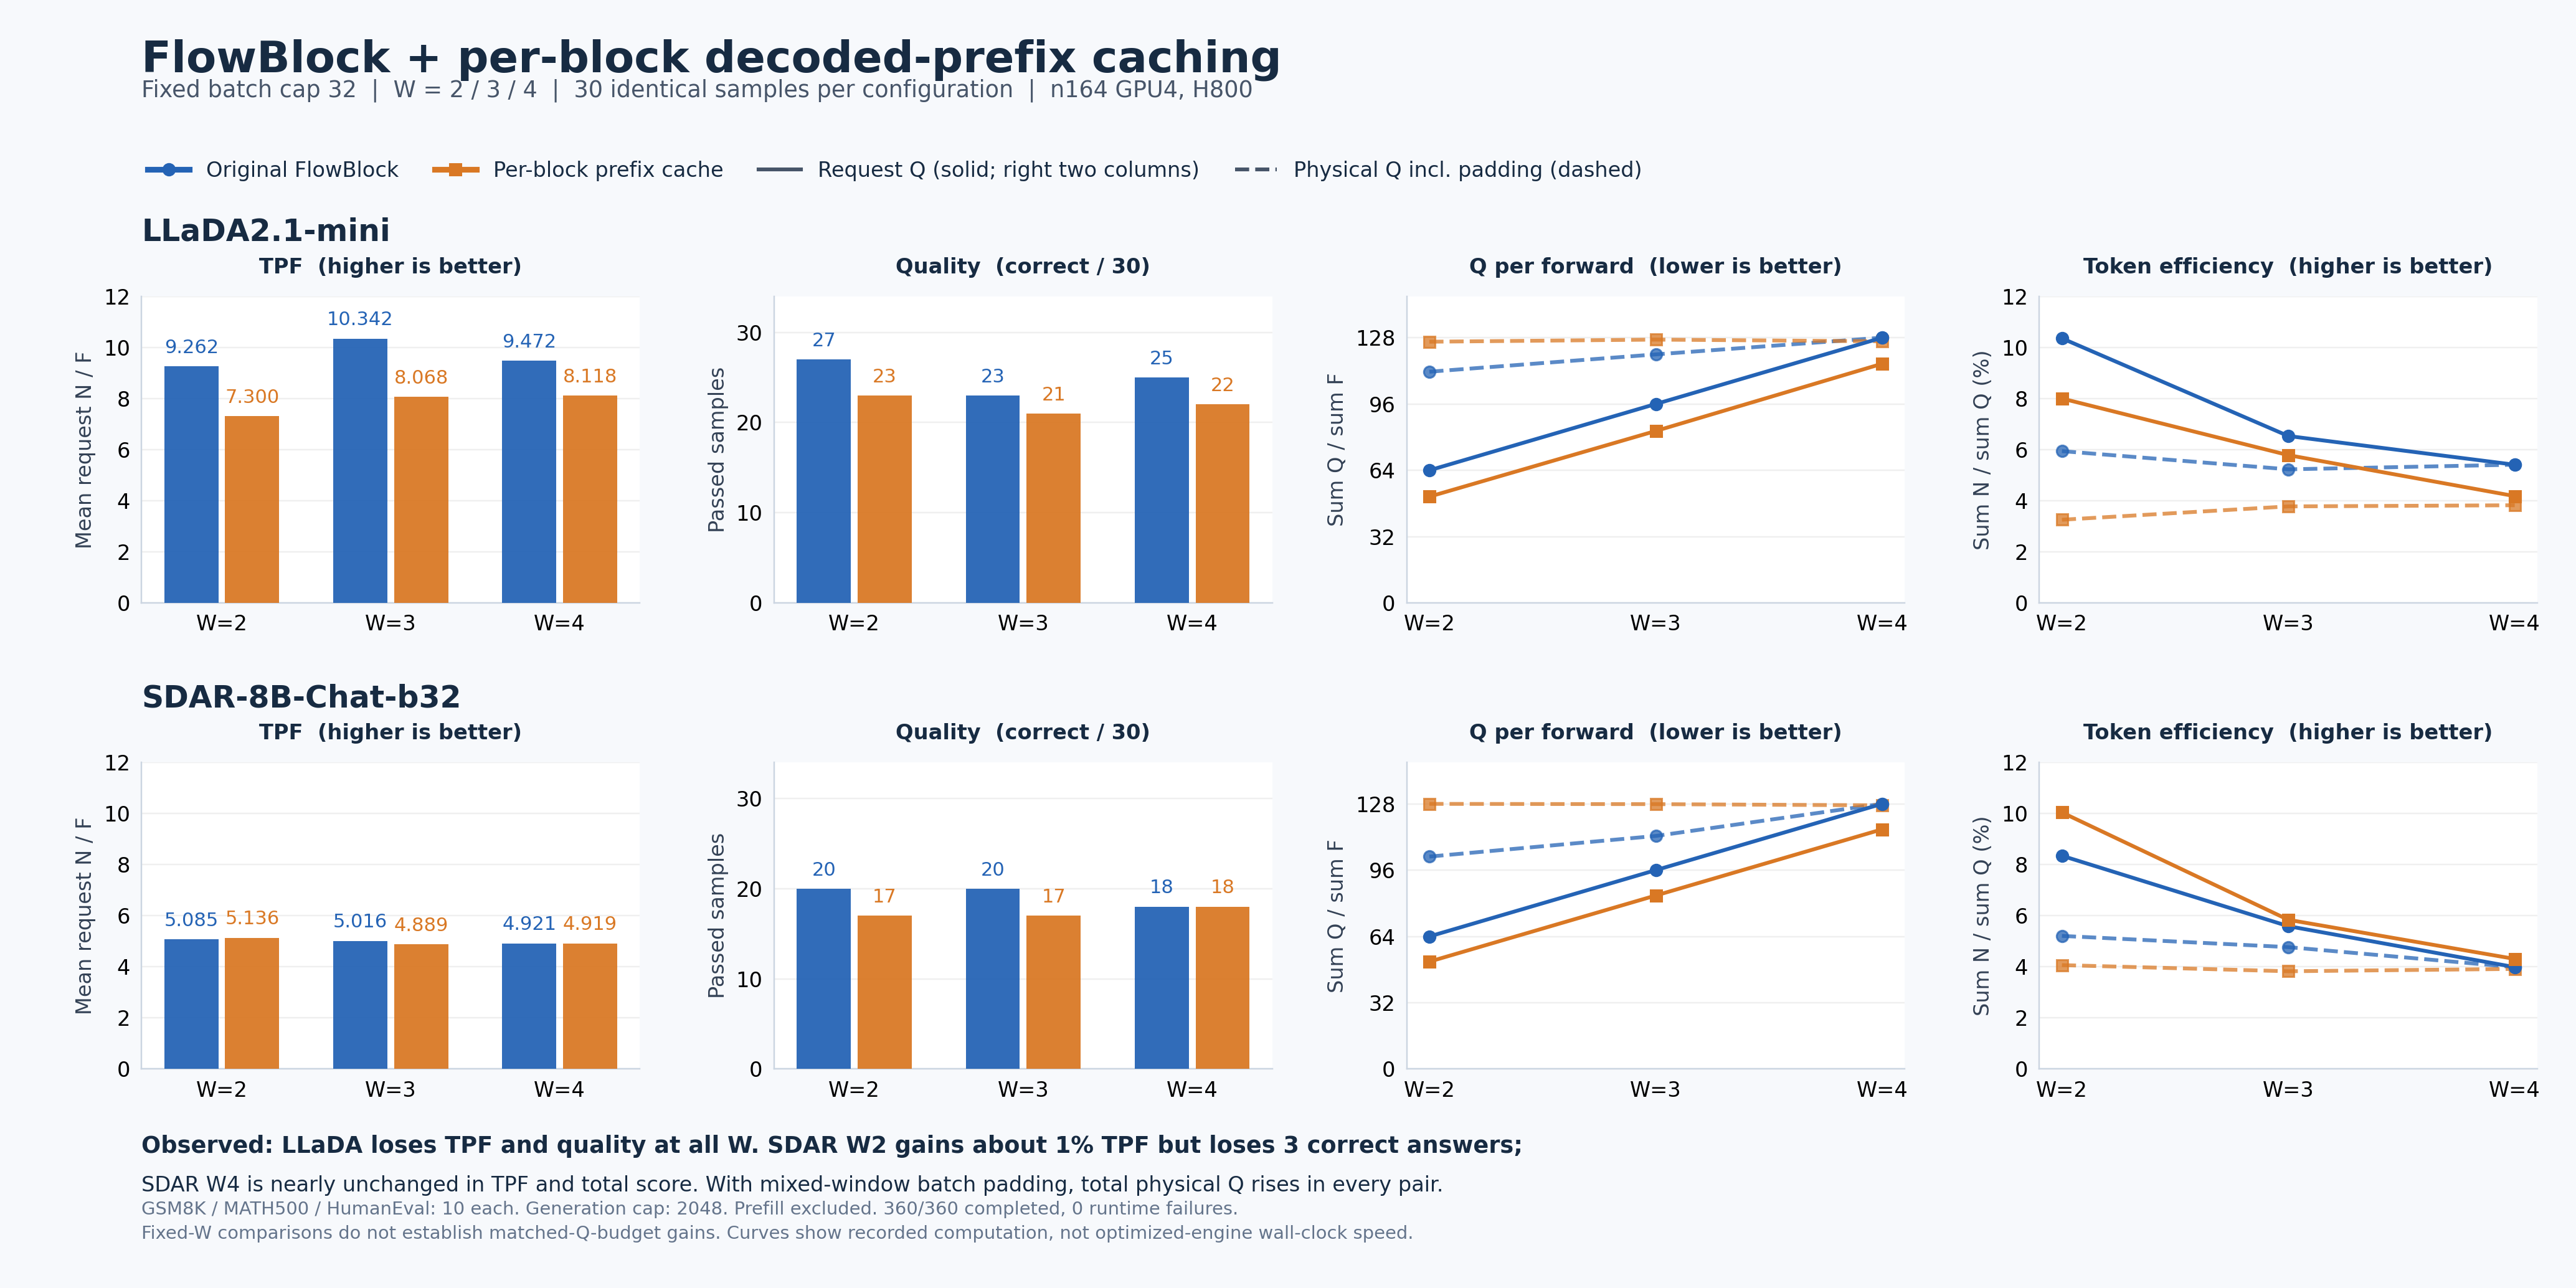 FlowBlock + per-block decoded-prefix caching
Fixed batch cap 32 | W = 2 / 3 / 4 | 30 identical samples per configuration | n164 GPU4, H800
Original FlowBlock
Per-block prefix cache
Request Q (solid; right two columns)
Physical Q incl. padding (dashed)
LLaDA2.1-mini
TPF (higher is better)
Mean request N / F
12
10
8
6
4
2
0
9.262
7.300
10.342
8.068
9.472
8.118
W=2
W=3
W=4
Quality (correct / 30)
Passed samples
30
20
10
0
27
23
23
21
25
22
W=2
W=3
W=4
Q per forward (lower is better)
Sum Q / sum F
128
96
64
32
0
W=2
W=3
W=4
Token efficiency (higher is better)
Sum N / sum Q (%)
12
10
8
6
4
2
0
W=2
W=3
W=4
SDAR-8B-Chat-b32
TPF (higher is better)
Mean request N / F
12
10
8
6
4
2
0
5.085
5.136
5.016
4.889
4.921
4.919
W=2
W=3
W=4
Quality (correct / 30)
Passed samples
30
20
10
0
20
17
20
17
18
18
W=2
W=3
W=4
Q per forward (lower is better)
Sum Q / sum F
128
96
64
32
0
W=2
W=3
W=4
Token efficiency (higher is better)
Sum N / sum Q (%)
12
10
8
6
4
2
0
W=2
W=3
W=4
Observed: LLaDA loses TPF and quality at all W. SDAR W2 gains about 1% TPF but loses 3 correct answers;
SDAR W4 is nearly unchanged in TPF and total score. With mixed-window batch padding, total physical Q rises in every pair.
GSM8K / MATH500 / HumanEval: 10 each. Generation cap: 2048. Prefill excluded. 360/360 completed, 0 runtime failures.
Fixed-W comparisons do not establish matched-Q-budget gains. Curves show recorded computation, not optimized-engine wall-clock speed.